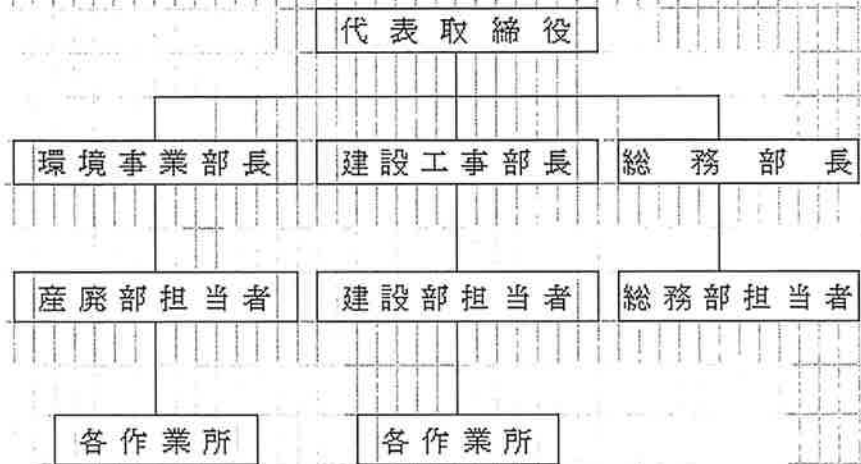 代表取締役
環境事業部長 建設工事部長 総務部長
産廃部担当者 建設部担当者 総務部担当者
各作業所 各作業所